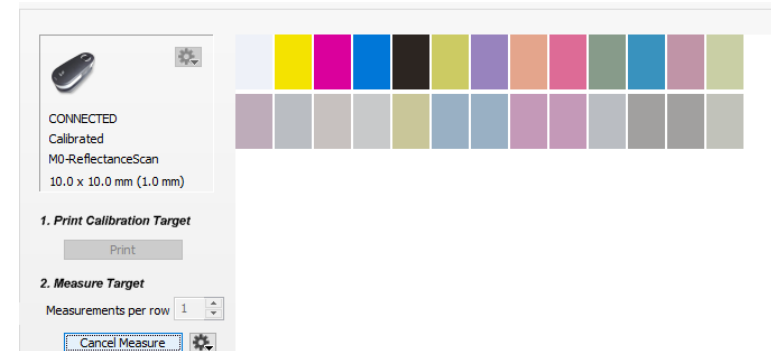 CONNECTED
Calibrated
M0-ReflectanceScan
10.0 x 10.0 mm (1.0 mm)
1. Print Calibration Target
Print
2. Measure Target
Measurements per row 1
Cancel Measure